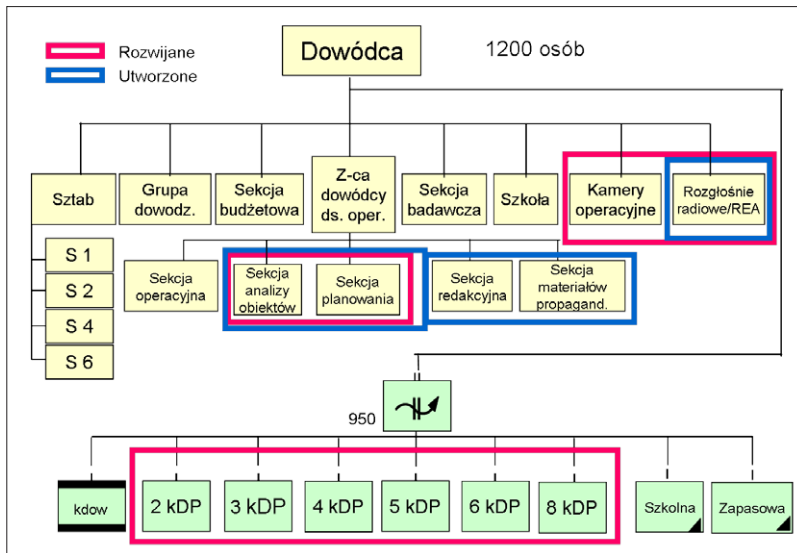 Rozwijane
Utworzone
Dowódca
1200 osób
Sztab
Grupa
dowodz.
Sekcja
budżetowa
Z-ca
dowódcy
ds. oper.
Sekcja
badawcza
Szkoła
Kamery
operacyjne
Rozgłośnie
radiowe/REA
S 1
S 2
S 4
S 6
Sekcja
operacyjna
Sekcja
analizy
obiektów
Sekcja
planowania
Sekcja
redakcyjna
Sekcja
materiałów
propagand.
950
kdow
2 kDP
3 kDP
4 kDP
5 kDP
6 kDP
8 kDP
Szkolna
Zapasowa